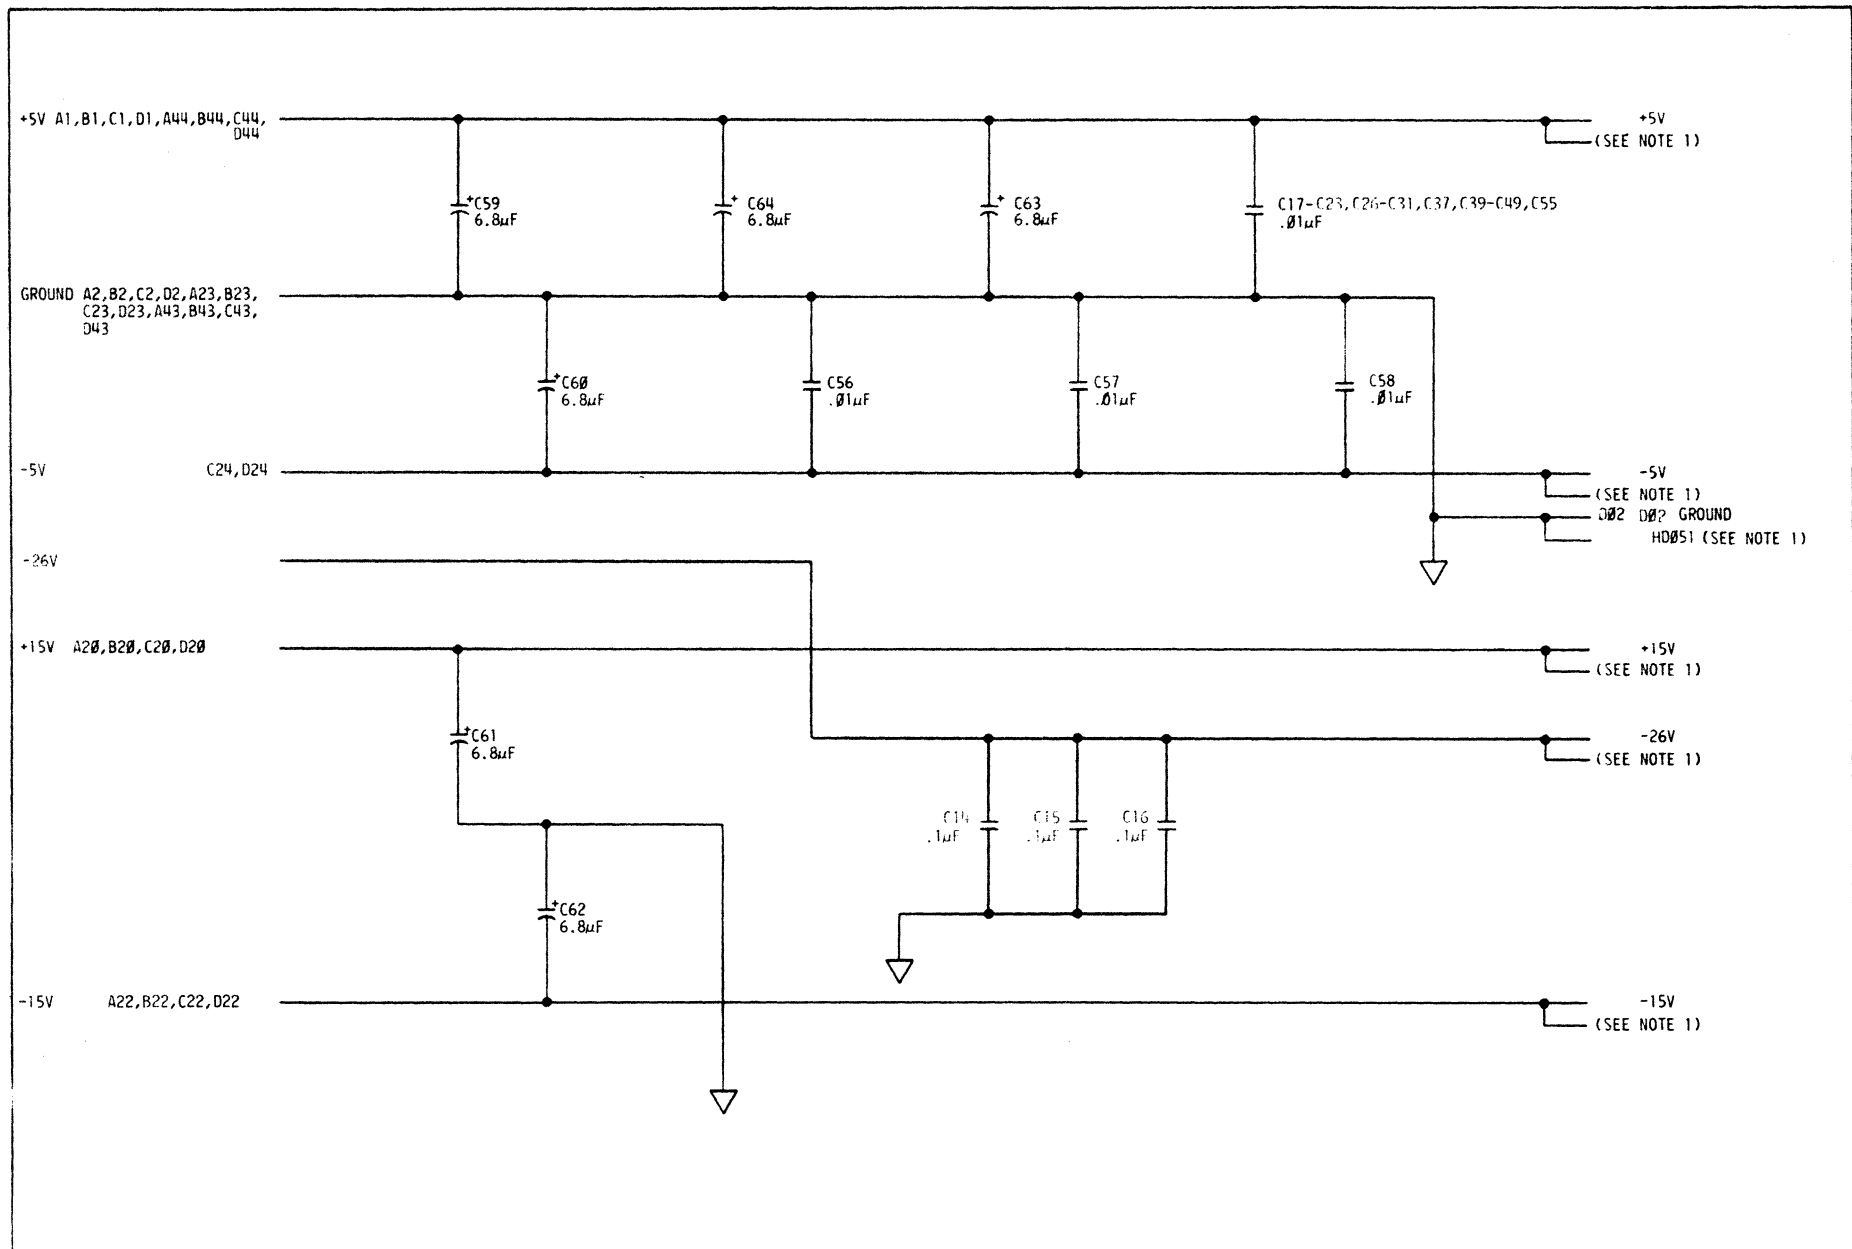 +5V A1,B1,C1,D1,A44,B44,C44,
D44
+5V
(SEE NOTE 1)
+C59
6.8µF
+ C64
6.8µF
+ C63
6.8µF
C17-C23,C26-C31,C37,C39-C49,C55
.Ø1µF
GROUND A2,B2,C2,D2,A23,B23,
C23,D23,A43,B43,C43,
D43
+C6Ø
6.8µF
C56
.Ø1µF
C57
.Ø1µF
C58
.Ø1µF
-5V C24,D24
-5V
(SEE NOTE 1)
DØ2 DØ2 GROUND
HDØ51 (SEE NOTE 1)
-26V
+15V A2Ø,B2Ø,C2Ø,D2Ø
+15V
(SEE NOTE 1)
+C61
6.8µF
-26V
(SEE NOTE 1)
C14
.1µF
C15
.1µF
C16
.1µF
+C62
6.8µF
-15V A22,B22,C22,D22
-15V
(SEE NOTE 1)